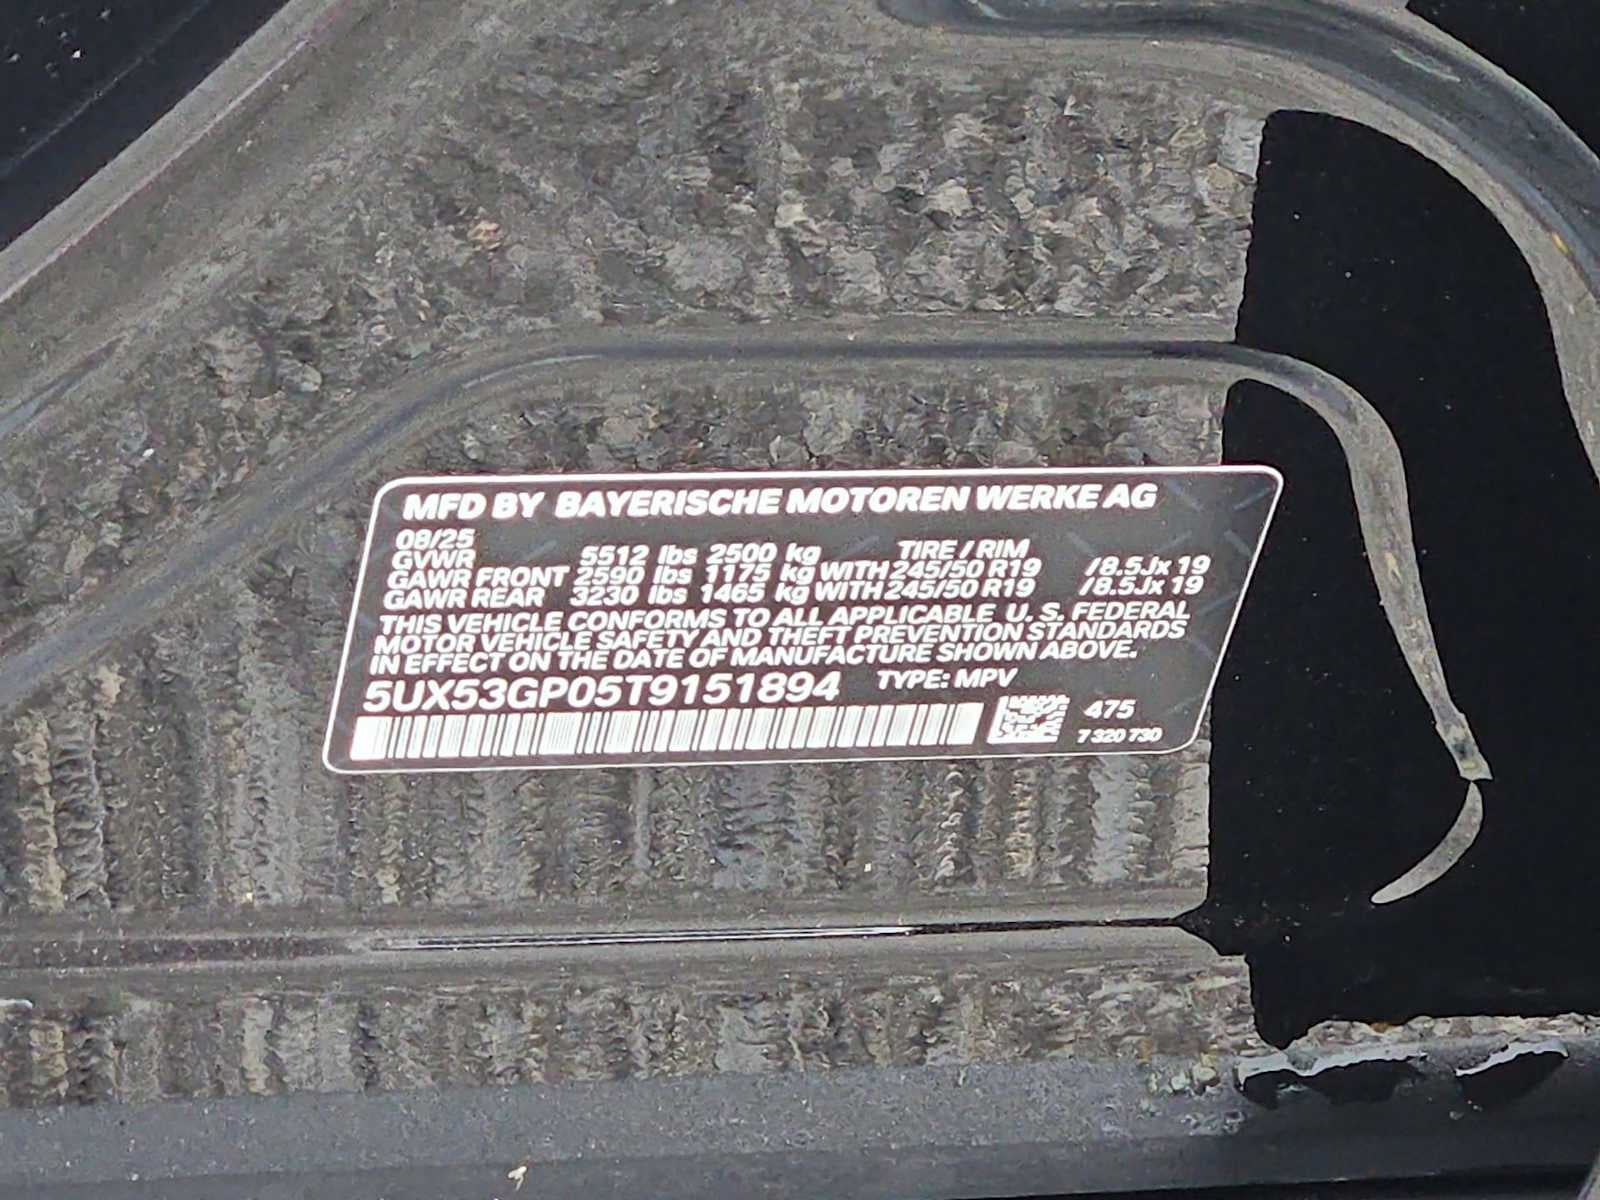 MFD BY BAYERISCHE MOTOREN WERKE AG
08/25
GVWR 5512 lbs 2500 kg TIRE / RIM
GAWR FRONT 2590 lbs 1175 kg WITH 245/50 R19 /8.5Jx 19
GAWR REAR 3230 lbs 1465 kg WITH 245/50 R19 /8.5Jx 19
THIS VEHICLE CONFORMS TO ALL APPLICABLE U. S. FEDERAL
MOTOR VEHICLE SAFETY AND THEFT PREVENTION STANDARDS
IN EFFECT ON THE DATE OF MANUFACTURE SHOWN ABOVE.
5UX53GP05T9151894 TYPE: MPV
475
7 320 730